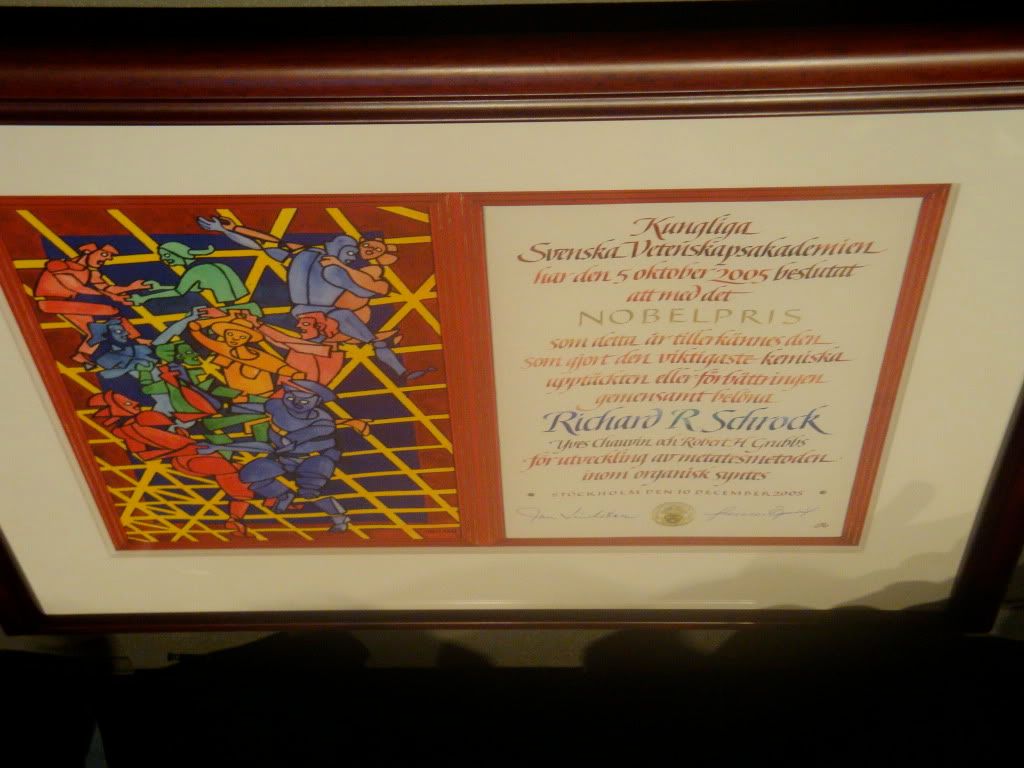 Kungliga
Svenska Vetenskapsakademien
har den 5 oktober 2005 beslutat
att med det
NOBELPRIS
som detta år tillerkännes den
som gjort den viktigaste kemiska
upptäckten eller förbättringen
gemensamt belöna
Richard R Schrock
Yves Chauvin och Robert H. Grubbs
för utveckling av metatesmetoden
inom organisk syntes
STOCKHOLM DEN 10 DECEMBER 2005